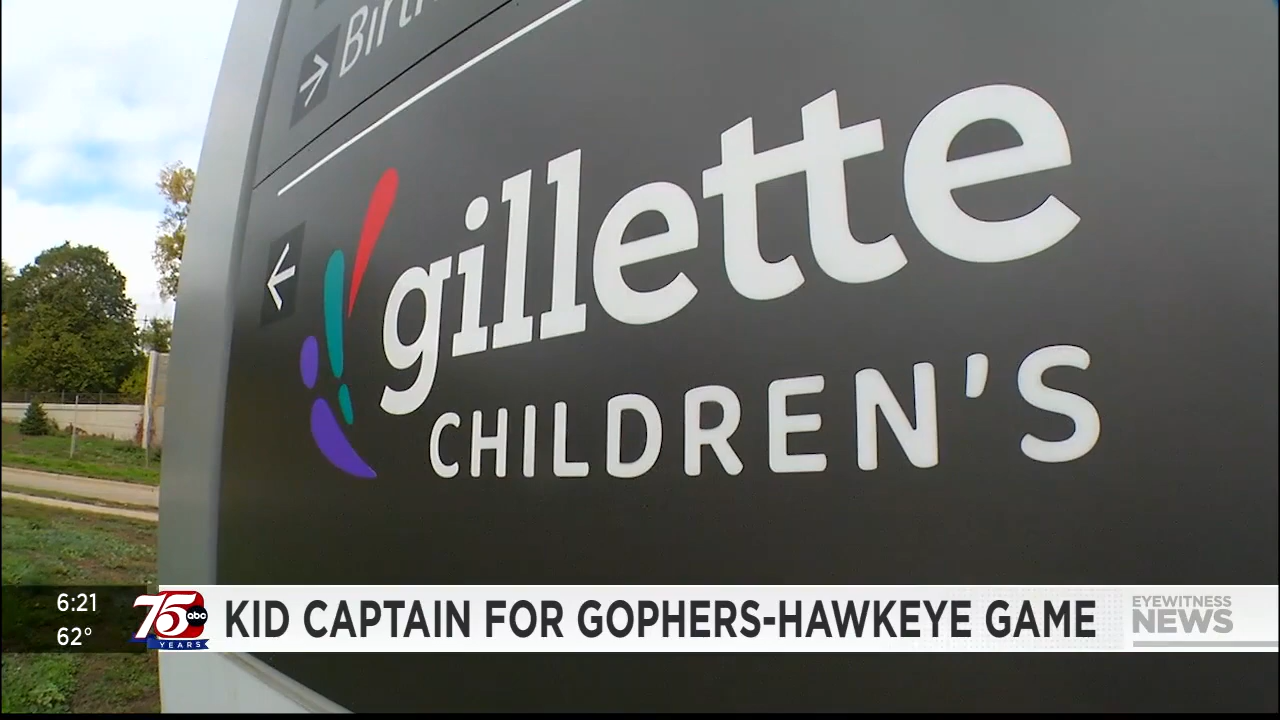 gillette
CHILDREN'S
6:21
62°
75 abc
YEARS
KID CAPTAIN FOR GOPHERS-HAWKEYE GAME
EYEWITNESS
NEWS